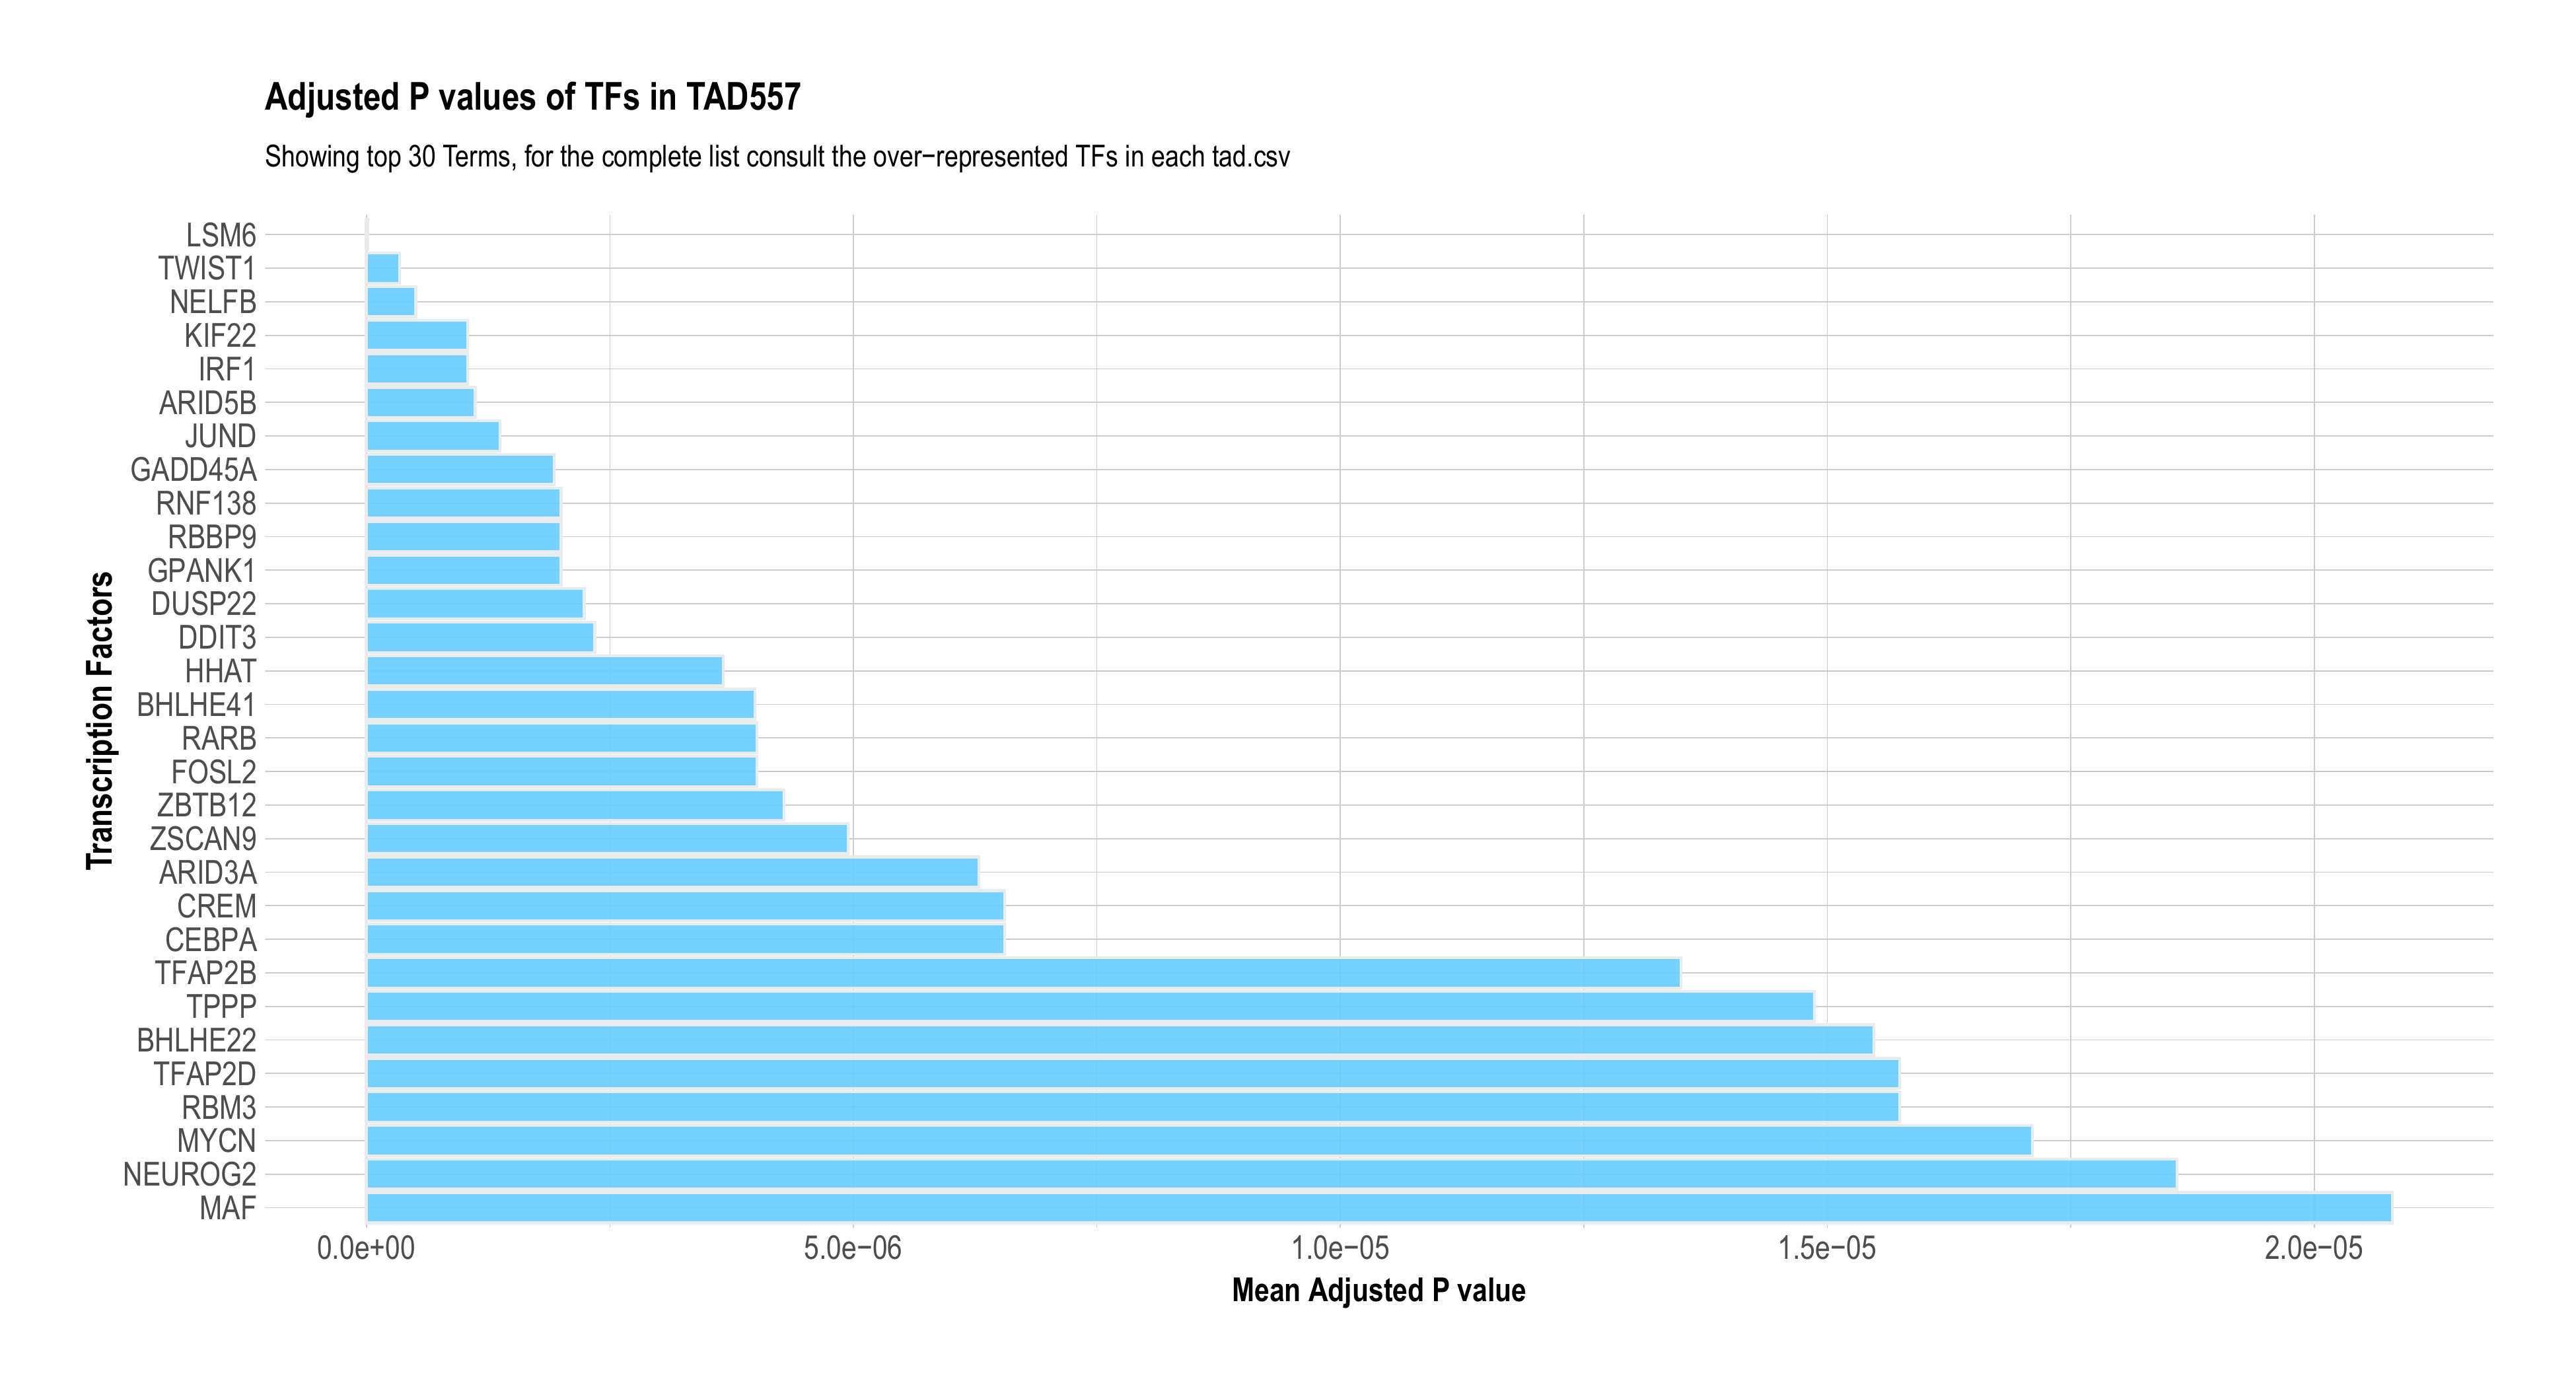 Adjusted P values of TFs in TAD557
Showing top 30 Terms, for the complete list consult the over−represented TFs in each tad.csv
Transcription Factors
LSM6
TWIST1
NELFB
KIF22
IRF1
ARID5B
JUND
GADD45A
RNF138
RBBP9
GPANK1
DUSP22
DDIT3
HHAT
BHLHE41
RARB
FOSL2
ZBTB12
ZSCAN9
ARID3A
CREM
CEBPA
TFAP2B
TPPP
BHLHE22
TFAP2D
RBM3
MYCN
NEUROG2
MAF
0.0e+00 5.0e−06 1.0e−05 1.5e−05 2.0e−05
Mean Adjusted P value